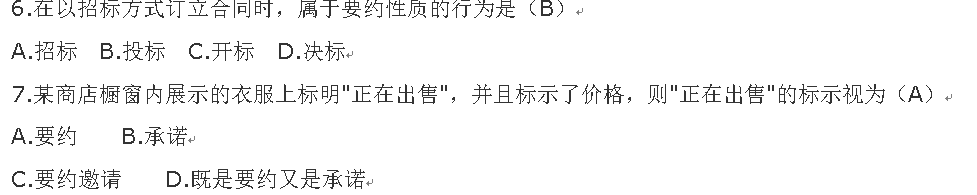 6.在以招标方式订立合同时，属于要约性质的行为是（B）
A.招标 B.投标 C.开标 D.决标
7.某商店橱窗内展示的衣服上标明"正在出售"，并且标示了价格，则"正在出售"的标示视为（A）
A.要约 B.承诺
C.要约邀请 D.既是要约又是承诺